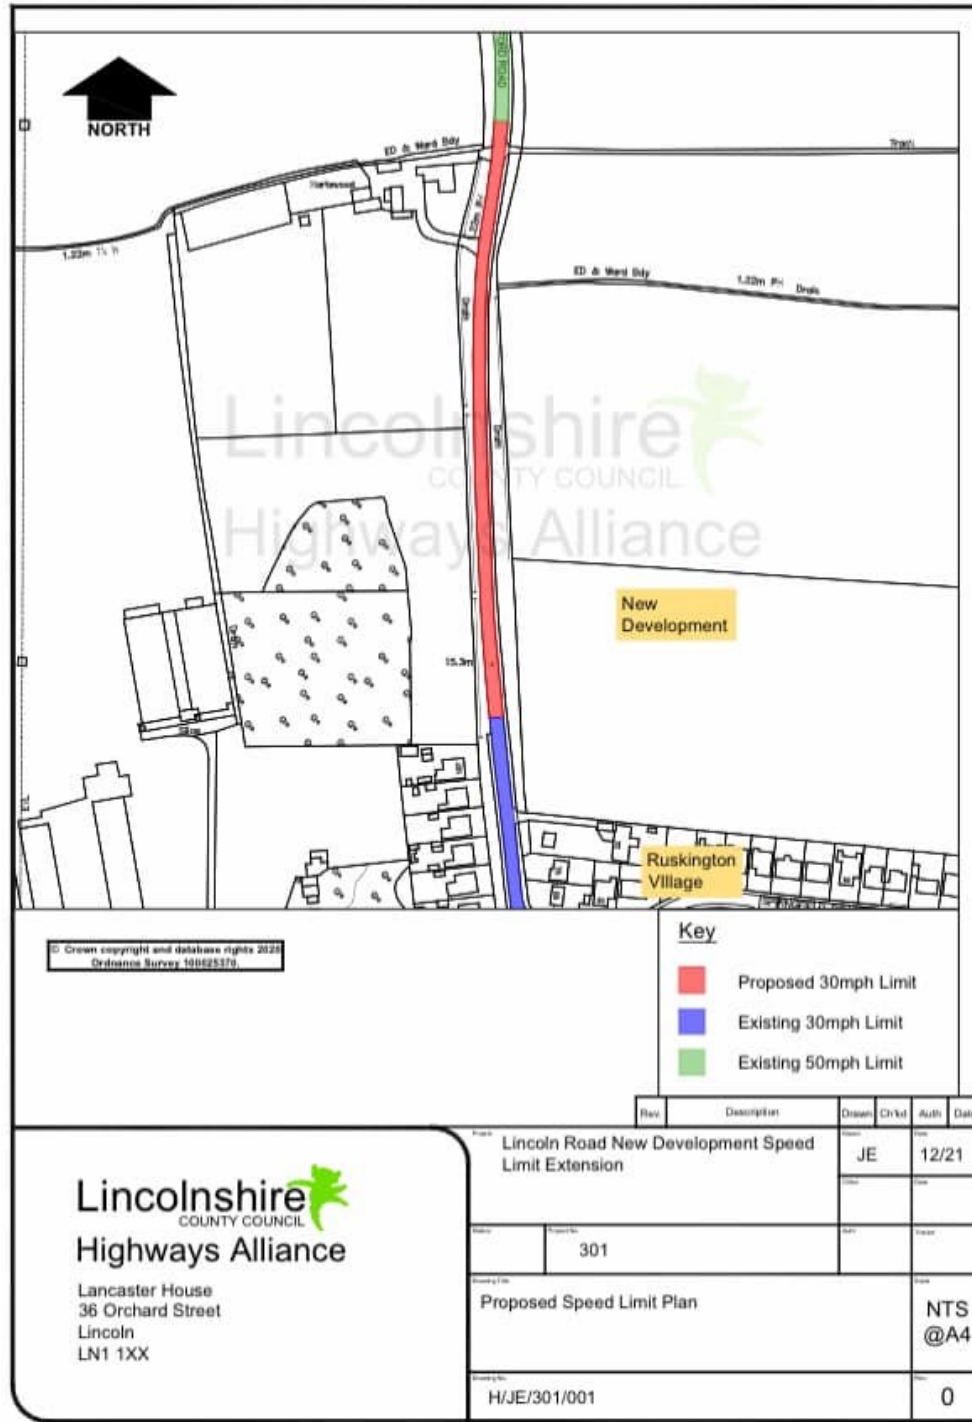 NORTH
ED & Ward Bdy
Track
1.22m
ED & Ward Bdy
1.22m
Drain
Drain
Drain
Drain
Lincolnshire
COUNTY COUNCIL
Highways Alliance
New
Development
15.3m
Ruskington
VIllage
© Crown copyright and database rights
Ordnance Survey 100025370.
Key
Proposed 30mph Limit
Existing 30mph Limit
Existing 50mph Limit
Rev.
Description
Drawn
Ch'kd
Auth
Lincoln Road New Development Speed
Limit Extension
JE
12/21
301
Proposed Speed Limit Plan
NTS
@A4
H/JE/301/001
0
Lincolnshire
COUNTY COUNCIL
Highways Alliance
Lancaster House
36 Orchard Street
Lincoln
LN1 1XX